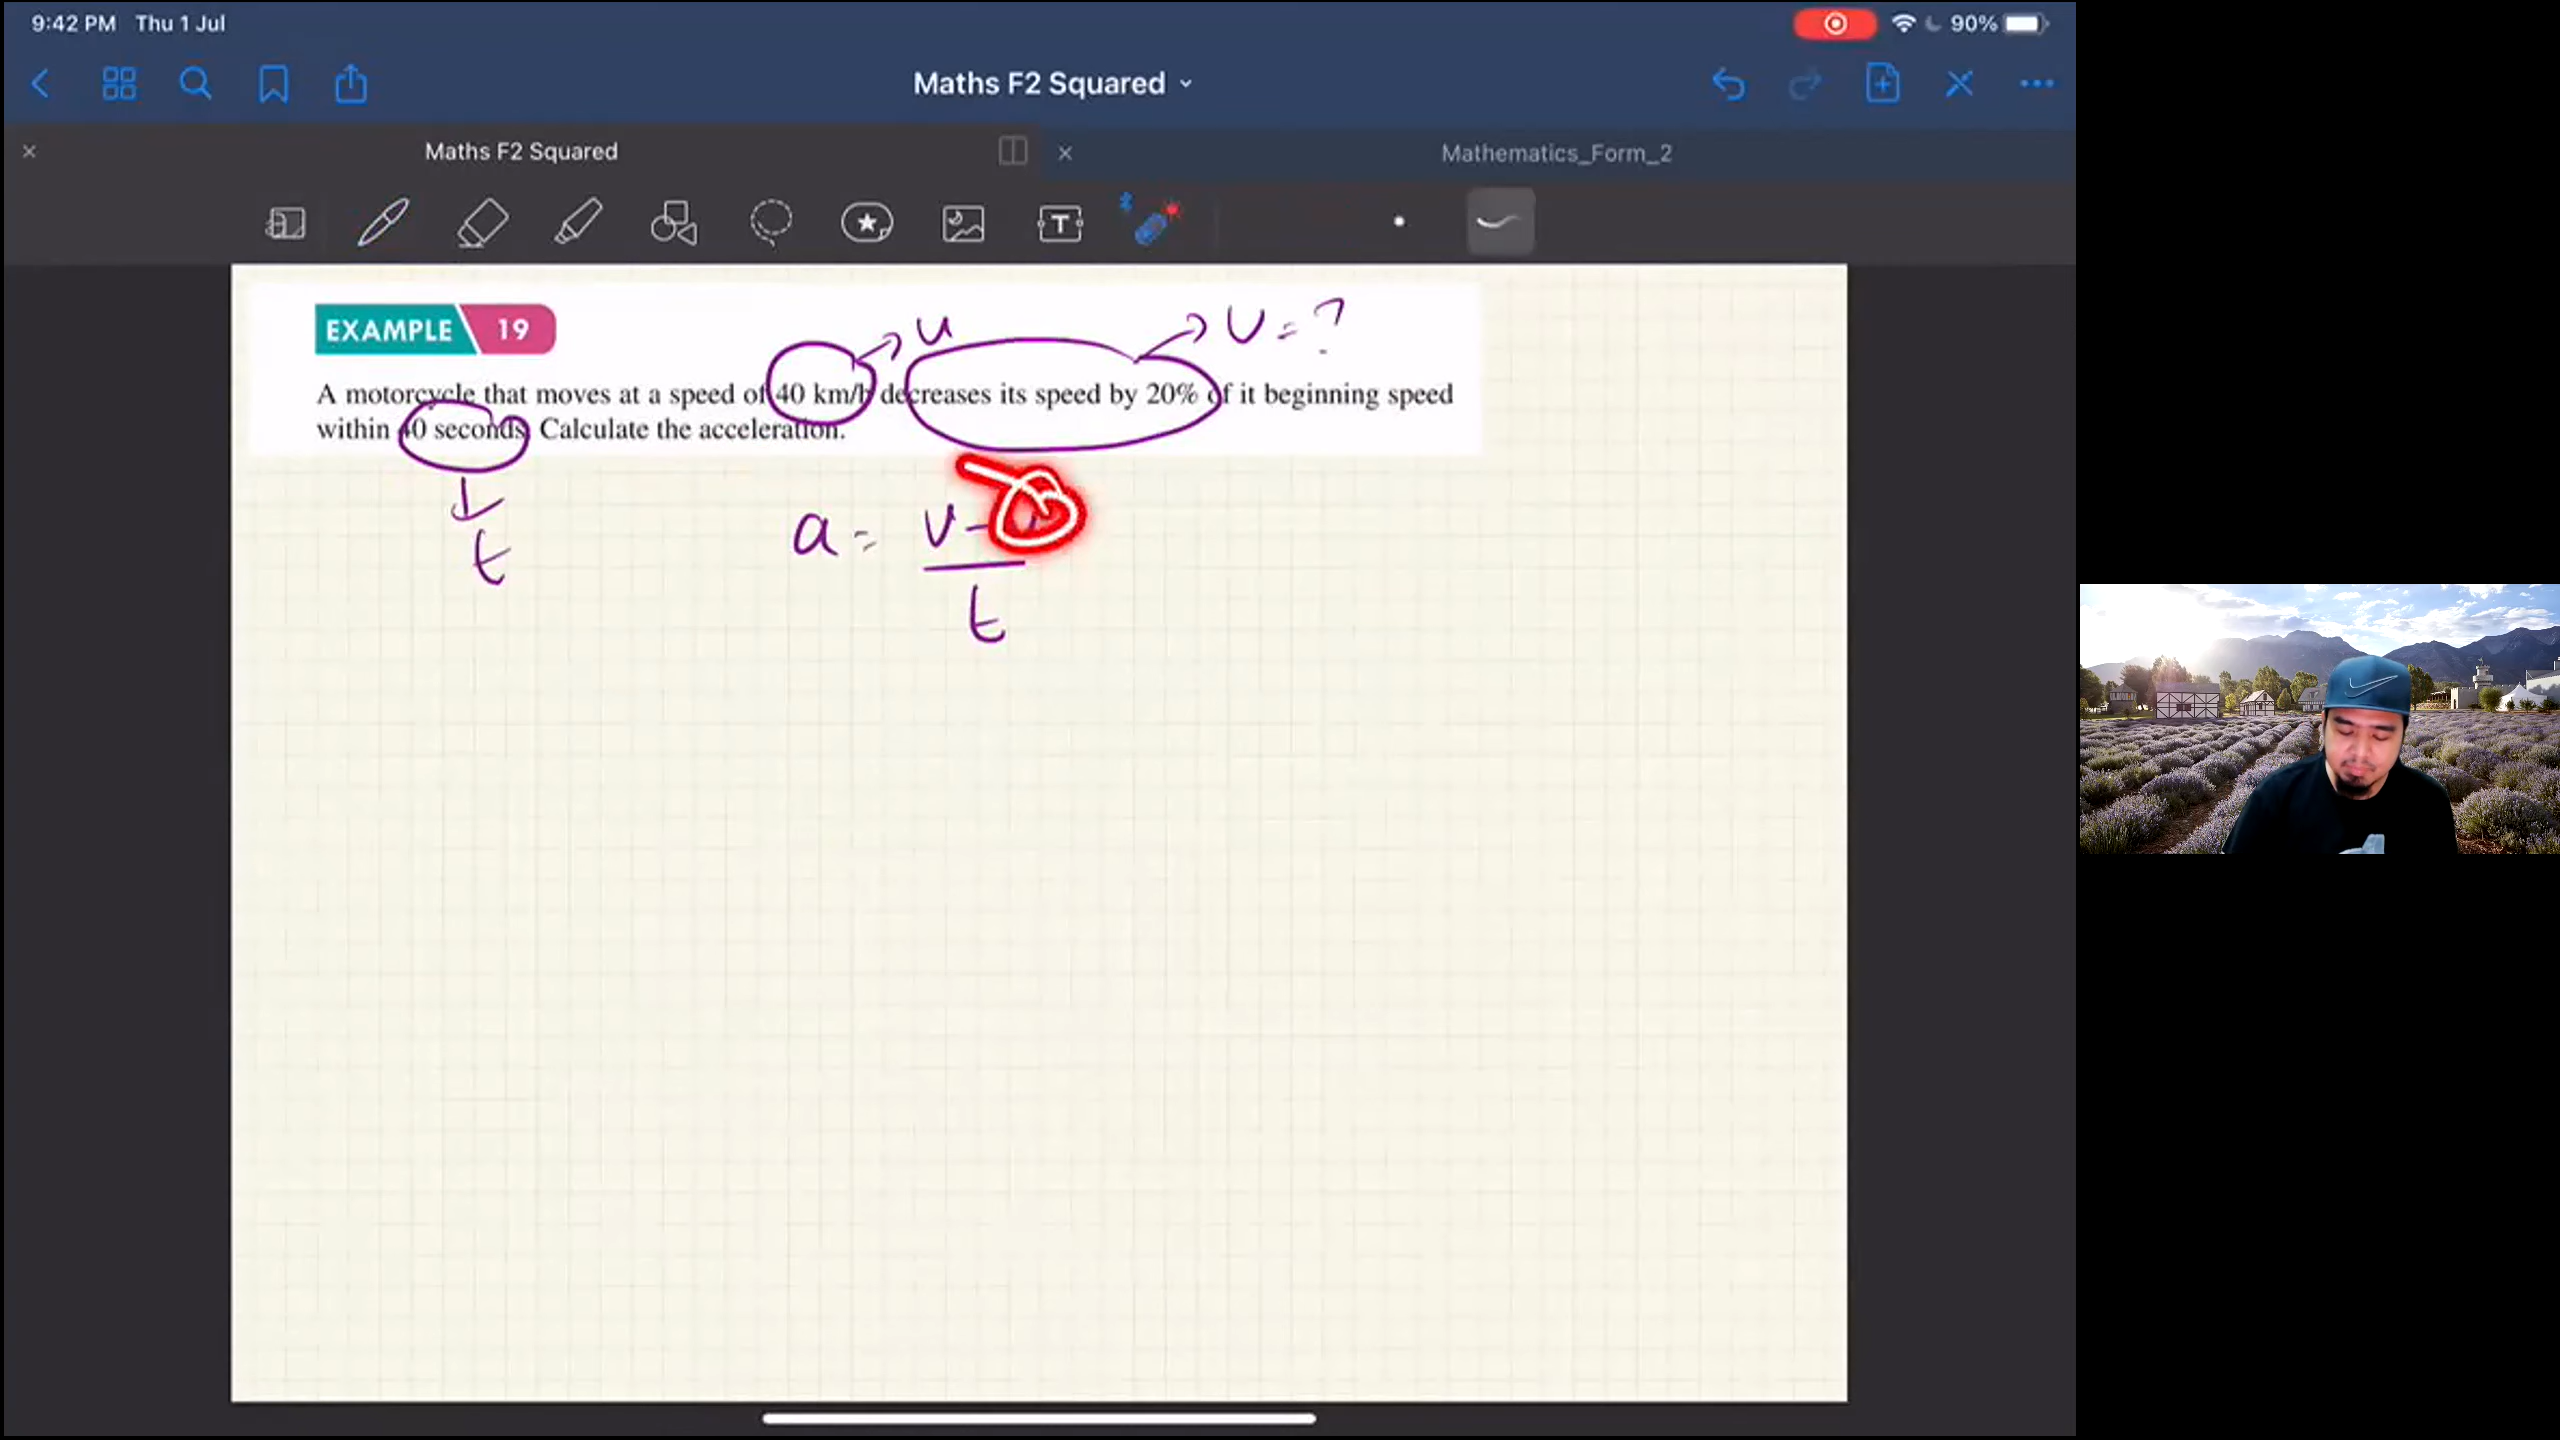 9:42 PM Thu 1 Jul
90%
Maths F2 Squared
Maths F2 Squared
Mathematics_Form_2
T
EXAMPLE 19
u
v = ?
A motorcycle that moves at a speed of 40 km/h decreases its speed by 20% of it beginning speed
within 40 seconds. Calculate the acceleration.
t
a = v - u
t